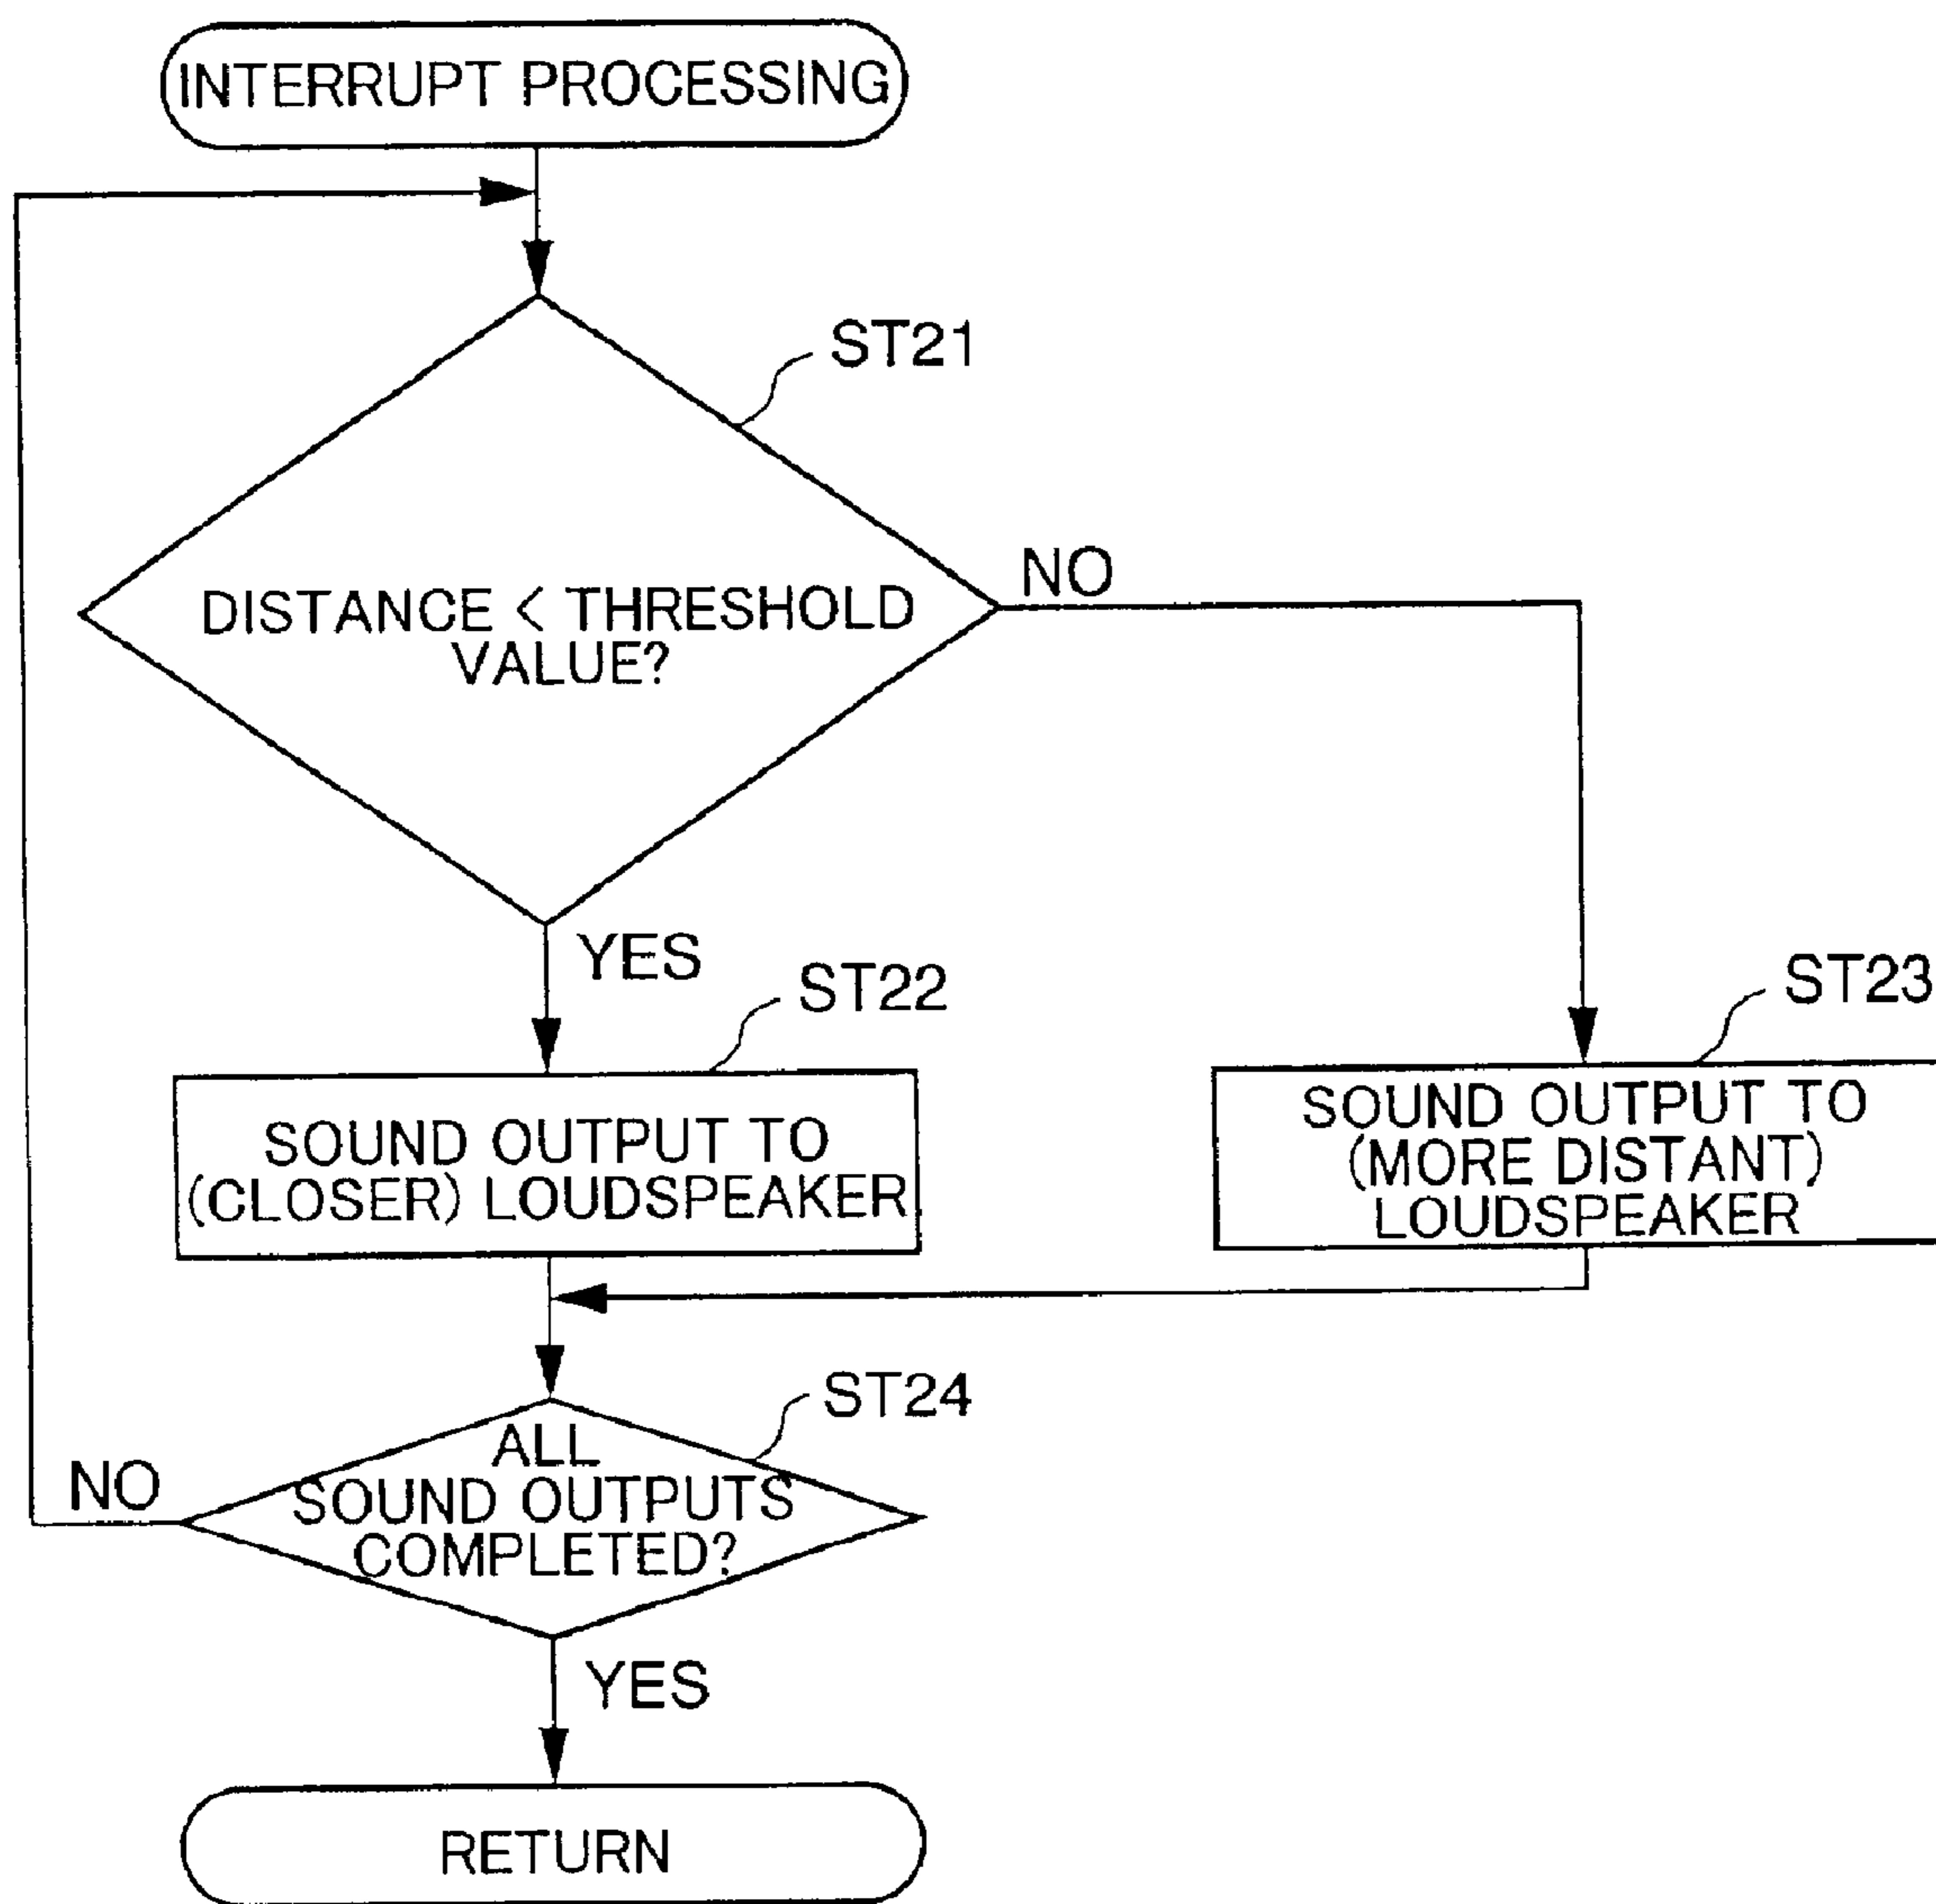 INTERRUPT PROCESSING
ST21
DISTANCE < THRESHOLD
VALUE?
NO
YES
ST22
SOUND OUTPUT TO
(CLOSER) LOUDSPEAKER
ST23
SOUND OUTPUT TO
(MORE DISTANT)
LOUDSPEAKER
ST24
ALL
SOUND OUTPUTS
COMPLETED?
NO
YES
RETURN